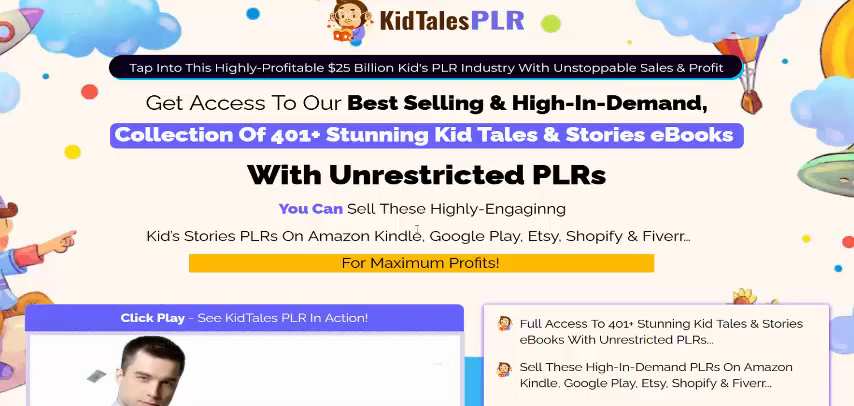 KidTalesPLR
Tap Into This Highly-Profitable $25 Billion Kid's PLR Industry With Unstoppable Sales & Profit
Get Access To Our Best Selling & High-In-Demand,
Collection Of 401+ Stunning Kid Tales & Stories eBooks
With Unrestricted PLRs
You Can Sell These Highly-Engaginng
Kid's Stories PLRs On Amazon Kindle, Google Play, Etsy, Shopify & Fiverr...
For Maximum Profits!
Click Play - See KidTales PLR In Action!
Full Access To 401+ Stunning Kid Tales & Stories
eBooks With Unrestricted PLRs...
Sell These High-In-Demand PLRs On Amazon
Kindle, Google Play, Etsy, Shopify & Fiverr...